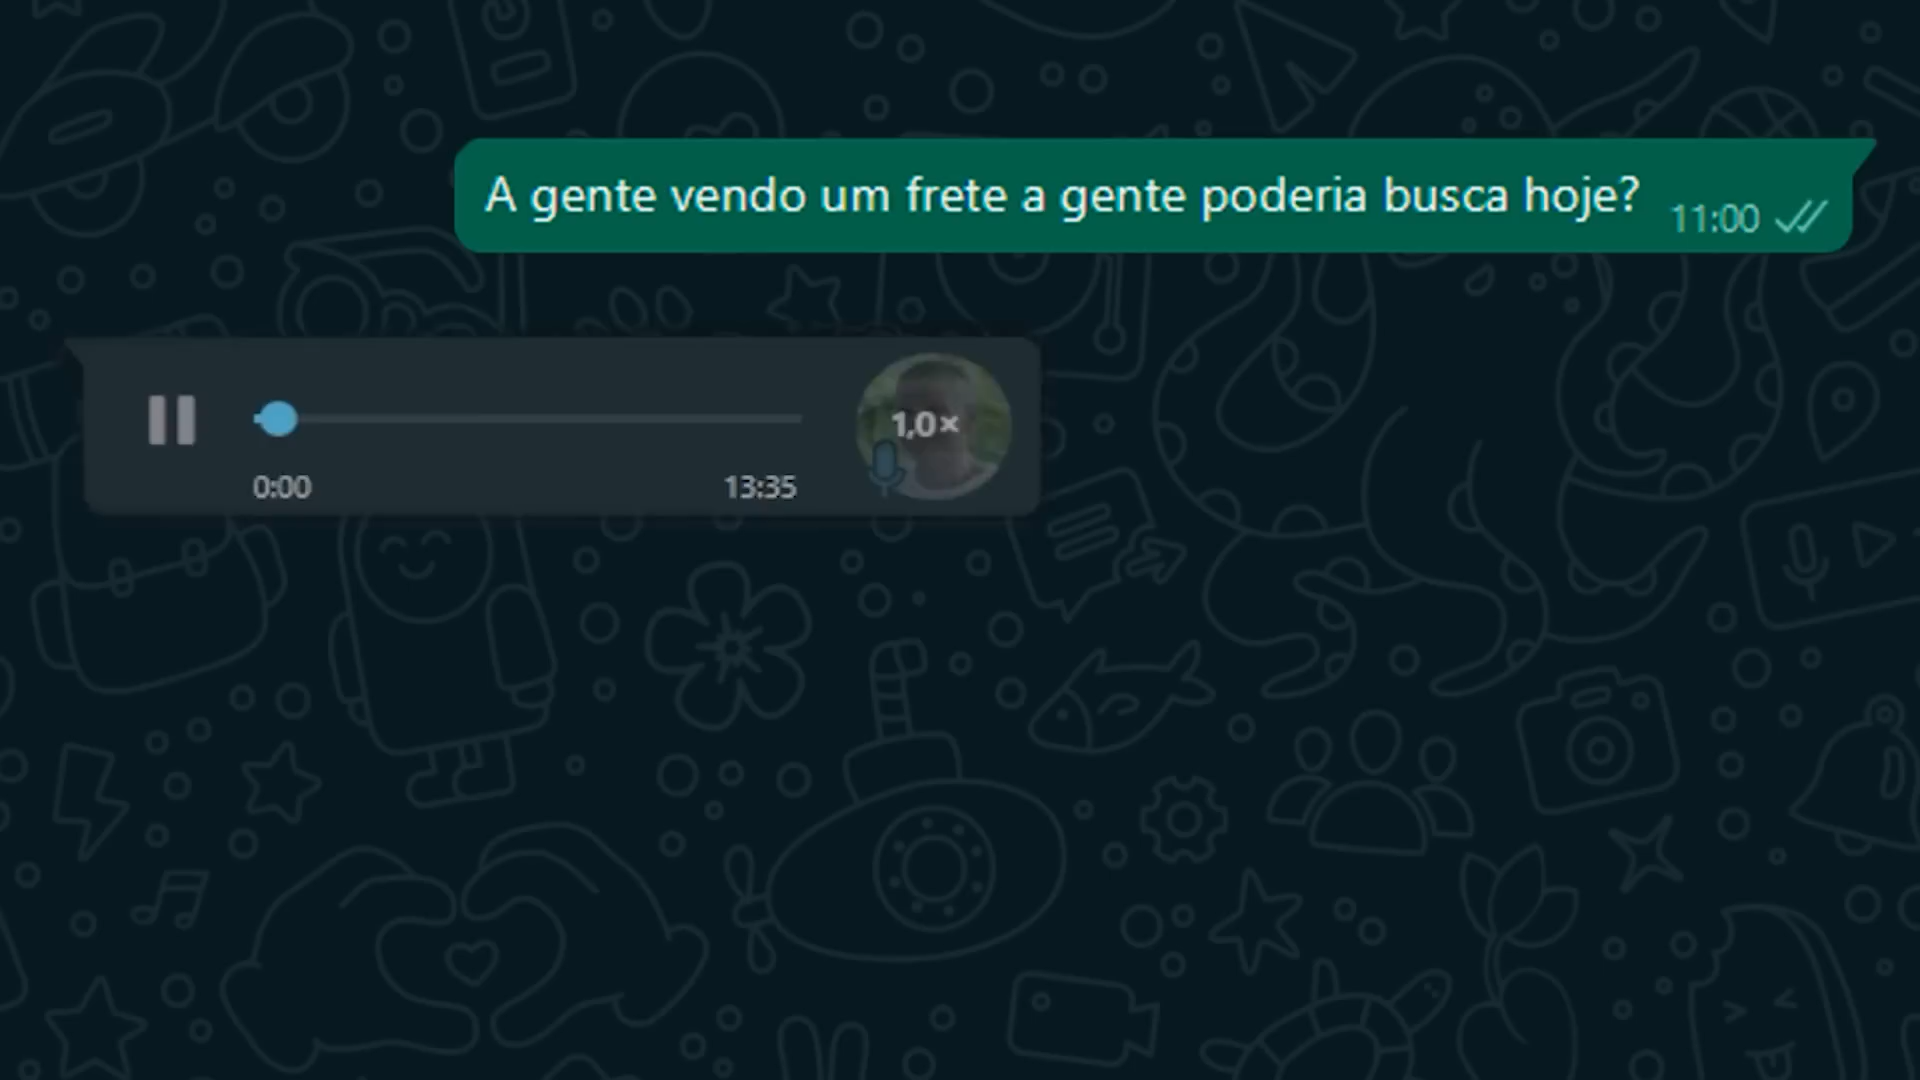 A gente vendo um frete a gente poderia busca hoje?
11:00
1,0×
0:00
13:35